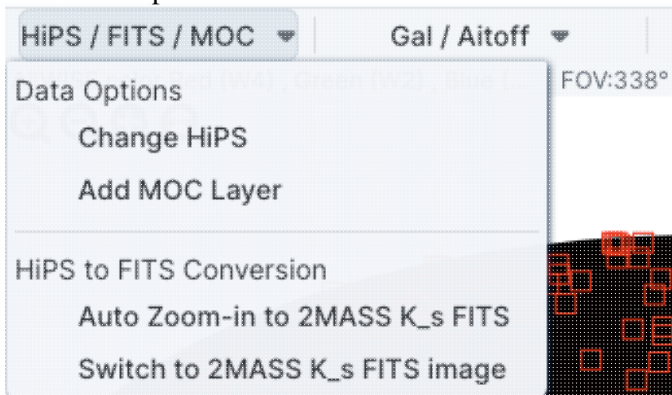 HiPS / FITS / MOC Gal / Aitoff
FOV:338°
Data Options
Change HiPS
Add MOC Layer
HiPS to FITS Conversion
Auto Zoom-in to 2MASS K_s FITS
Switch to 2MASS K_s FITS image